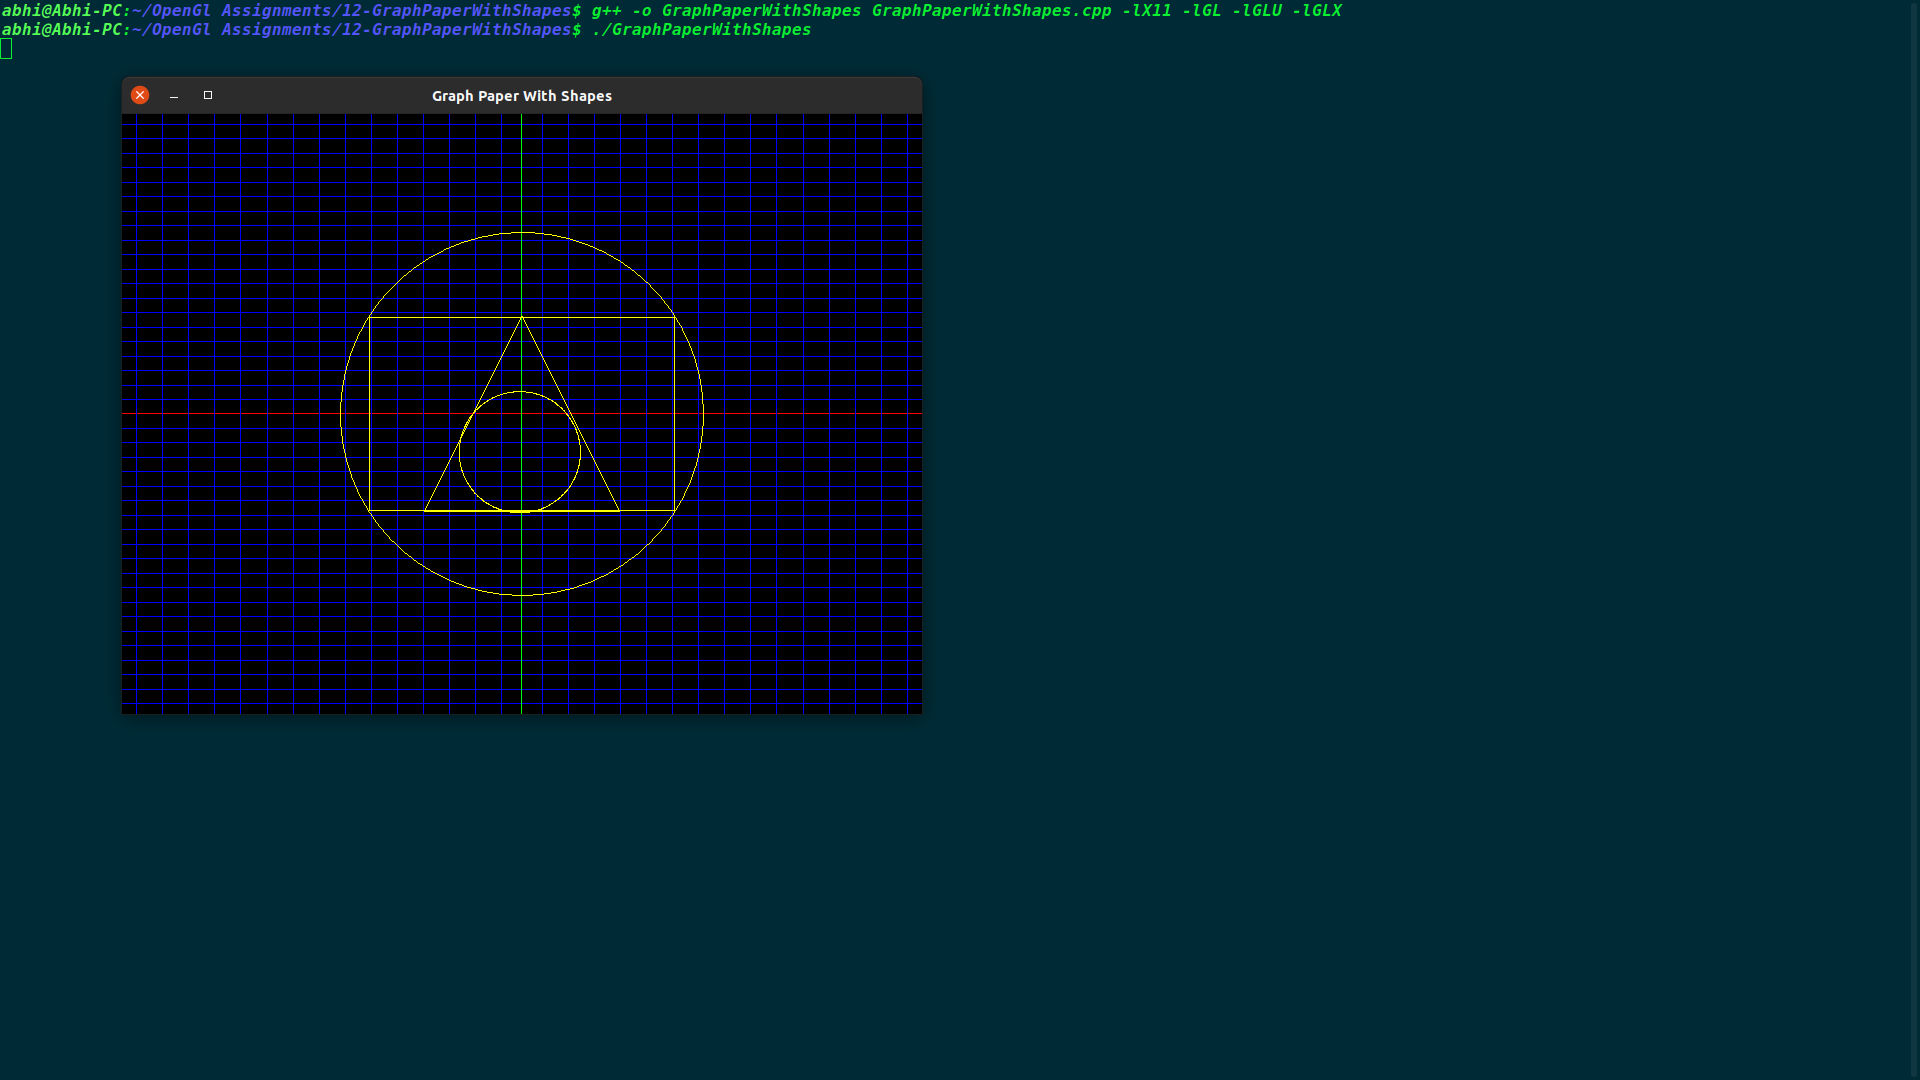 abhi@Abhi-PC:~/OpenGl Assignments/12-GraphPaperWithShapes$ g++ -o GraphPaperWithShapes GraphPaperWithShapes.cpp -lX11 -lGL -lGLU -lGLX
abhi@Abhi-PC:~/OpenGl Assignments/12-GraphPaperWithShapes$ ./GraphPaperWithShapes
Graph Paper With Shapes